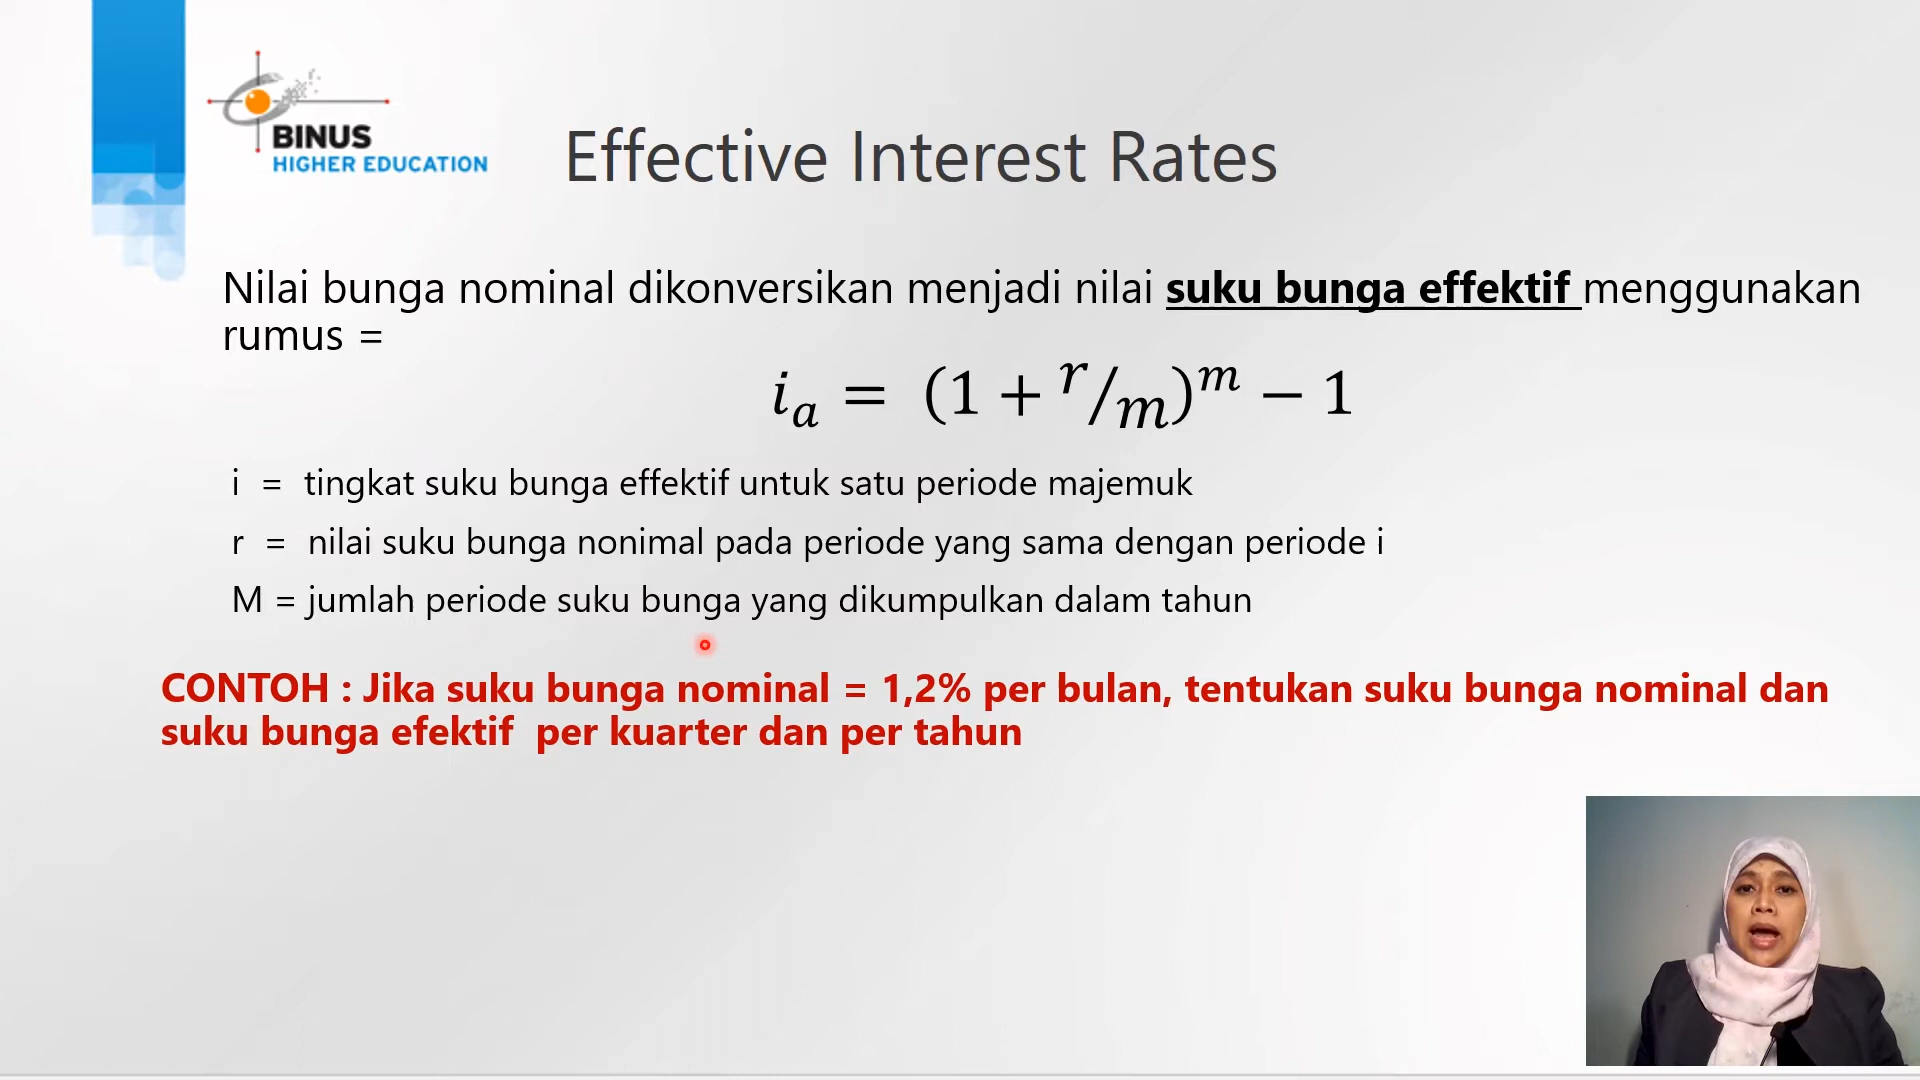 BINUS
HIGHER EDUCATION
Effective Interest Rates
Nilai bunga nominal dikonversikan menjadi nilai suku bunga effektif menggunakan
rumus =
i_a = (1 + r/m)^m − 1
i = tingkat suku bunga effektif untuk satu periode majemuk
r = nilai suku bunga nonimal pada periode yang sama dengan periode i
M = jumlah periode suku bunga yang dikumpulkan dalam tahun
CONTOH : Jika suku bunga nominal = 1,2% per bulan, tentukan suku bunga nominal dan
suku bunga efektif per kuarter dan per tahun